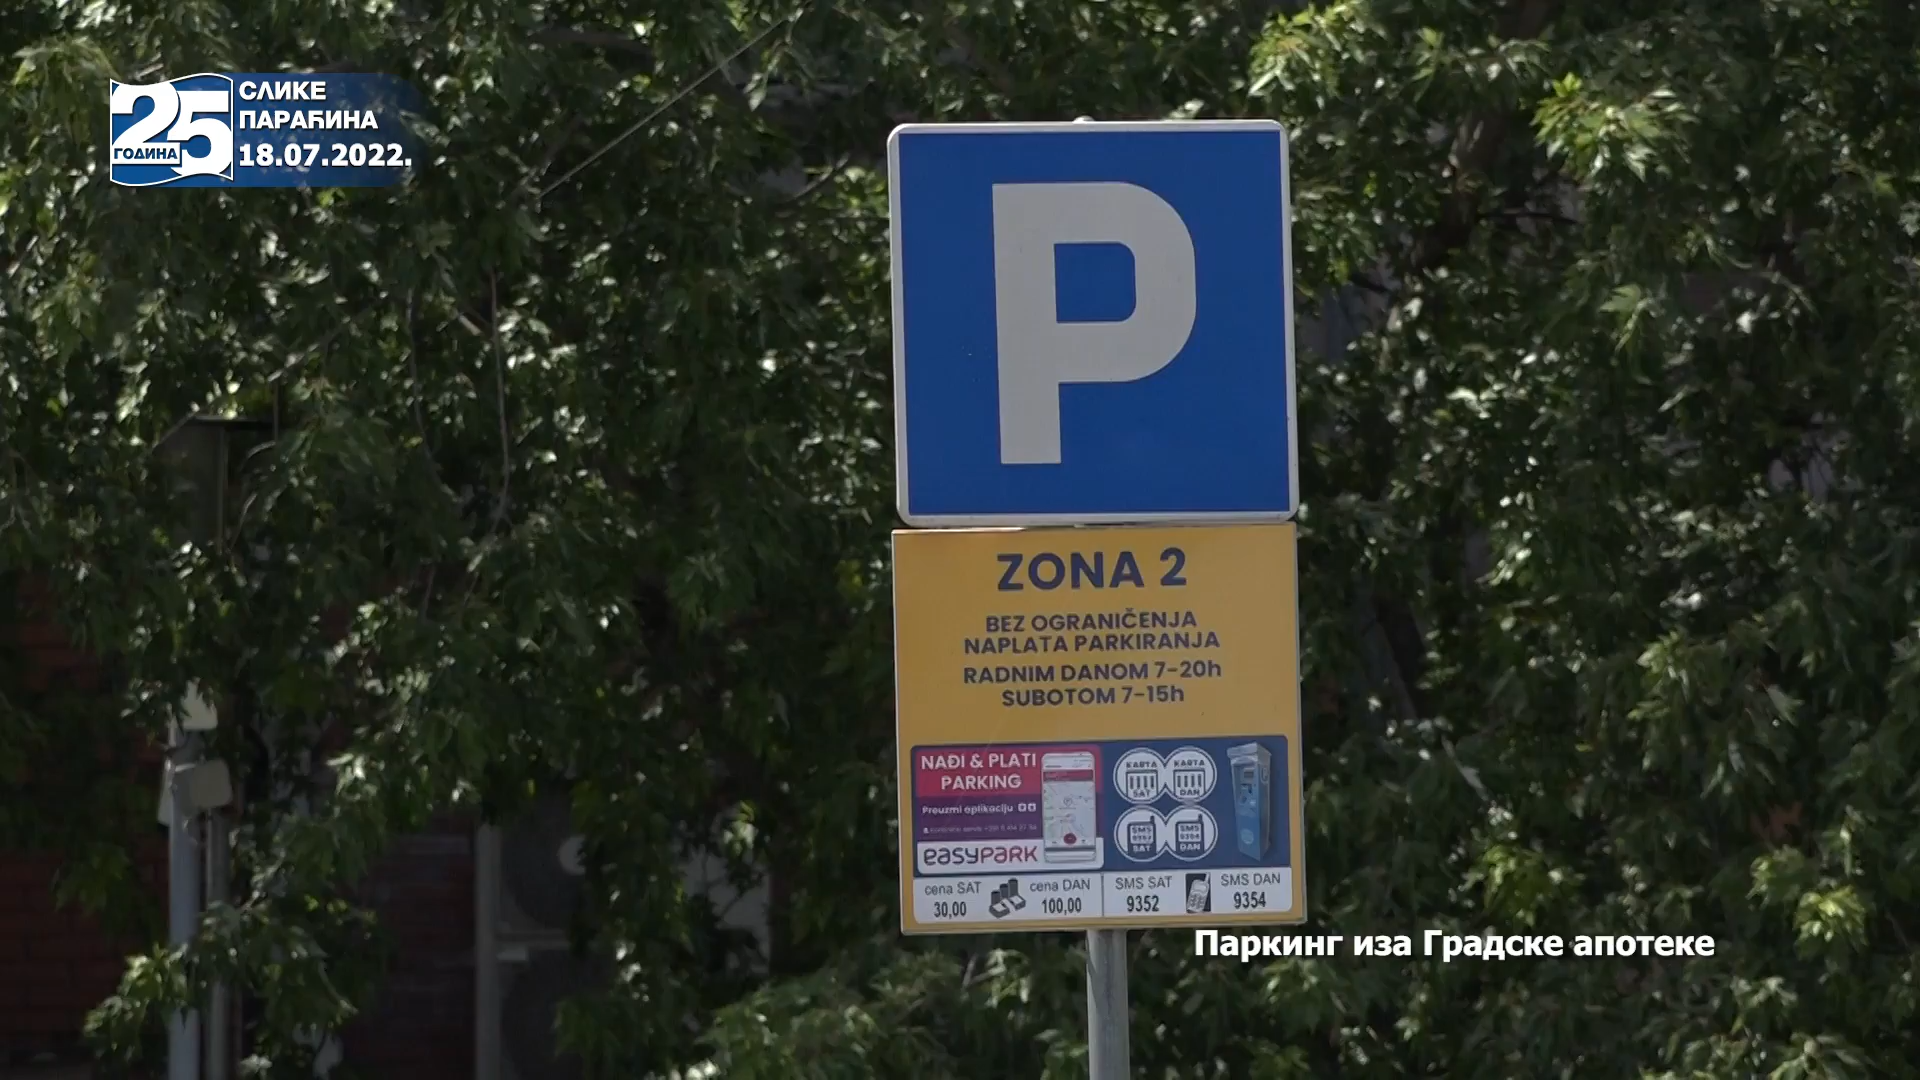 25
ГОДИНА
СЛИКЕ
ПАРАЋИНА
18.07.2022.
P
ZONA 2
BEZ OGRANIČENJA
NAPLATA PARKIRANJA
RADNIM DANOM 7-20h
SUBOTOM 7-15h
NAĐI & PLATI
PARKING
Preuzmi aplikaciju
easypark
KARTA
SAT
KARTA
DAN
SMS
9352
SAT
SMS
9354
DAN
cena SAT
30,00
cena DAN
100,00
SMS SAT
9352
SMS DAN
9354
Паркинг иза Градске апотеке